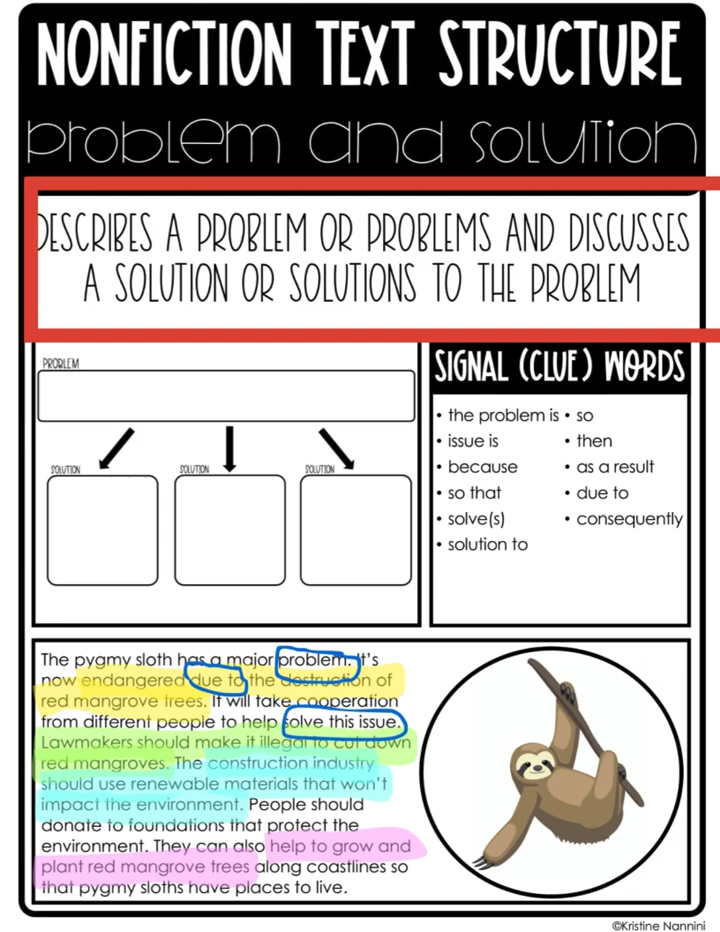 NONFICTION TEXT STRUCTURE
problem and solution
DESCRIBES A PROBLEM OR PROBLEMS AND DISCUSSES
A SOLUTION OR SOLUTIONS TO THE PROBLEM
PROBLEM
SOLUTION
SOLUTION
SOLUTION
SIGNAL (CLUE) WORDS
• the problem is
• issue is
• because
• so that
• solve(s)
• solution to
• so
• then
• as a result
• due to
• consequently
The pygmy sloth has a major problem. It's
now endangered due to the destruction of
red mangrove trees. It will take cooperation
from different people to help solve this issue.
Lawmakers should make it illegal to cut down
red mangroves. The construction industry
should use renewable materials that won't
impact the environment. People should
donate to foundations that protect the
environment. They can also help to grow and
plant red mangrove trees along coastlines so
that pygmy sloths have places to live.
©Kristine Nannini